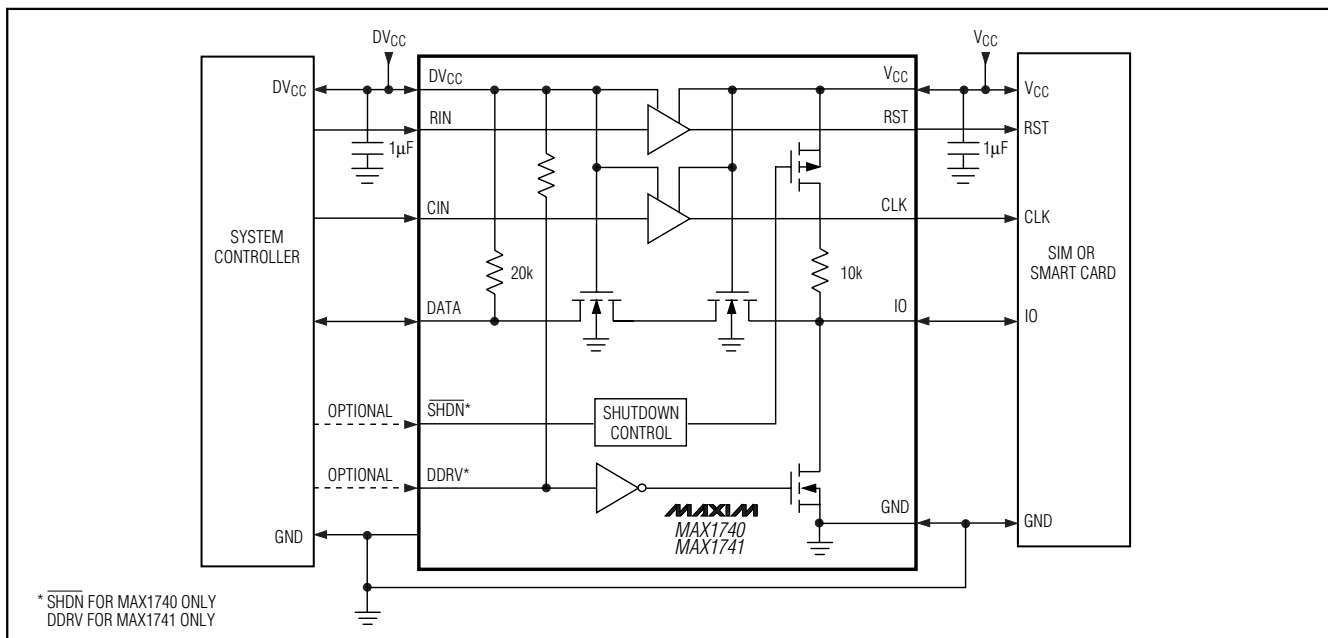 DVCC
VCC
DVCC
DVCC
VCC
VCC
RIN
RST
RST
1µF
1µF
CIN
CLK
CLK
SYSTEM
CONTROLLER
SIM OR
SMART CARD
20k
10k
DATA
IO
IO
OPTIONAL
SHDN*
SHUTDOWN
CONTROL
OPTIONAL
DDRV*
MAXIM
MAX1740
MAX1741
GND
GND
GND
* SHDN FOR MAX1740 ONLY
DDRV FOR MAX1741 ONLY